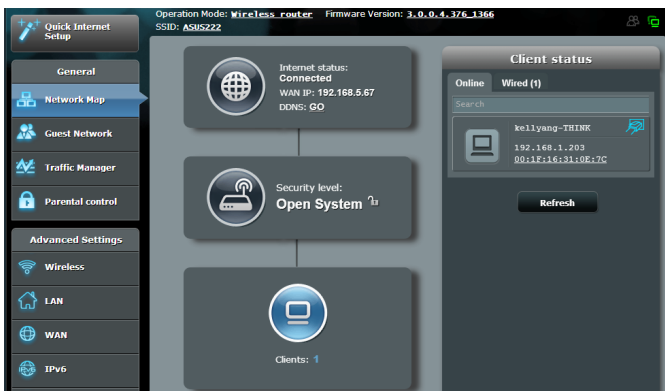 Quick Internet
Setup
Operation Mode: Wireless router Firmware Version: 3.0.0.4.376_1366
SSID: ASUS222
General
Network Map
Guest Network
Traffic Manager
Parental control
Advanced Settings
Wireless
LAN
WAN
IPv6
IPv6
Internet status:
Connected
WAN IP: 192.168.5.67
DDNS: GO
Security level:
Open System
Clients: 1
Client status
Online Wired (1)
Search
kellyang-THINK
192.168.1.203
00:1F:16:31:0E:7C
Refresh